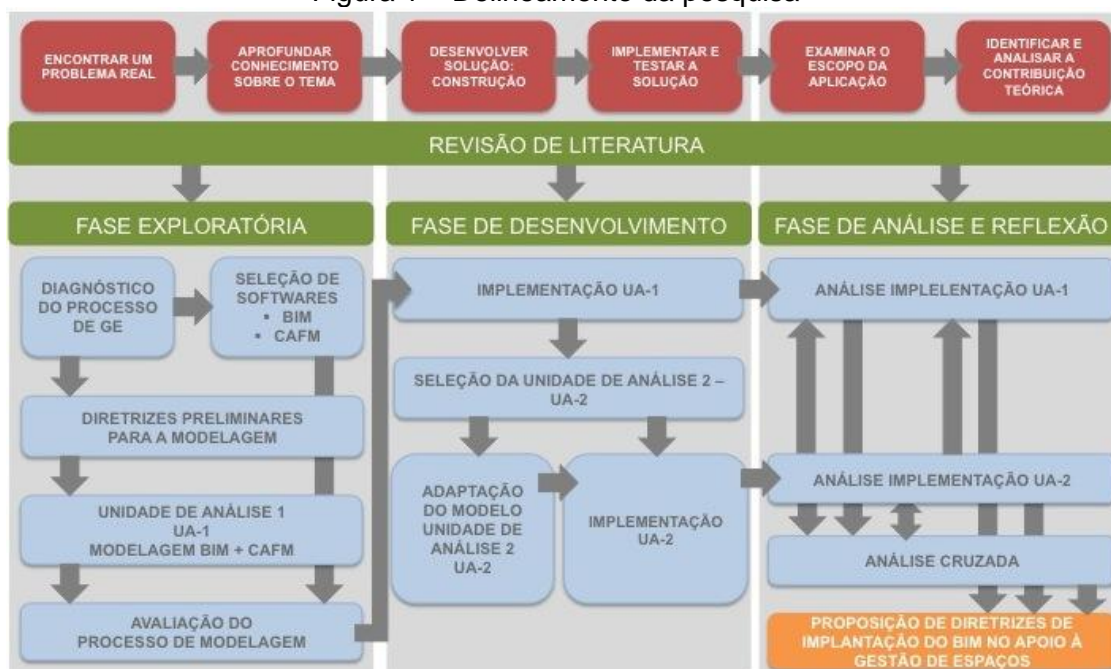 Figura 1 – Delineamento da pesquisa
ENCONTRAR UM
PROBLEMA REAL
APROFUNDAR
CONHECIMENTO
SOBRE O TEMA
DESENVOLVER
SOLUÇÃO:
CONSTRUÇÃO
IMPLEMENTAR E
TESTAR A
SOLUÇÃO
EXAMINAR O
ESCOPO DA
APLICAÇÃO
IDENTIFICAR E
ANALISAR A
CONTRIBUIÇÃO
TEÓRICA
REVISÃO DE LITERATURA
FASE EXPLORATÓRIA
DIAGNÓSTICO
DO PROCESSO
DE GE
SELEÇÃO DE
SOFTWARES
▪ BIM
▪ CAFM
DIRETRIZES PRELIMINARES
PARA A MODELAGEM
UNIDADE DE ANÁLISE 1
UA-1
MODELAGEM BIM + CAFM
AVALIAÇÃO DO
PROCESSO DE MODELAGEM
FASE DE DESENVOLVIMENTO
IMPLEMENTAÇÃO UA-1
SELEÇÃO DA UNIDADE DE ANÁLISE 2 –
UA-2
ADAPTAÇÃO
DO MODELO
UNIDADE DE
ANÁLISE 2
UA-2
IMPLEMENTAÇÃO
UA-2
FASE DE ANÁLISE E REFLEXÃO
ANÁLISE IMPLELENTAÇÃO UA-1
ANÁLISE IMPLEMENTAÇÃO UA-2
ANÁLISE CRUZADA
PROPOSIÇÃO DE DIRETRIZES DE
IMPLANTAÇÃO DO BIM NO APOIO À
GESTÃO DE ESPAÇOS